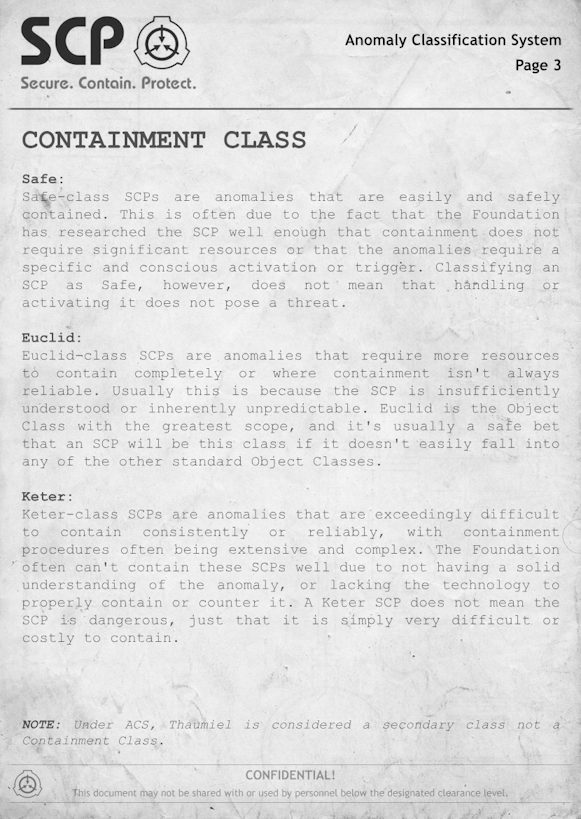 SCP
Secure. Contain. Protect.
Anomaly Classification System
Page 3
CONTAINMENT CLASS
Safe:
Safe-class SCPs are anomalies that are easily and safely
contained. This is often due to the fact that the Foundation
has researched the SCP well enough that containment does not
require significant resources or that the anomalies require a
specific and conscious activation or trigger. Classifying an
SCP as Safe, however, does not mean that handling or
activating it does not pose a threat.
Euclid:
Euclid-class SCPs are anomalies that require more resources
to contain completely or where containment isn't always
reliable. Usually this is because the SCP is insufficiently
understood or inherently unpredictable. Euclid is the Object
Class with the greatest scope, and it's usually a safe bet
that an SCP will be this class if it doesn't easily fall into
any of the other standard Object Classes.
Keter:
Keter-class SCPs are anomalies that are exceedingly difficult
to contain consistently or reliably, with containment
procedures often being extensive and complex. The Foundation
often can't contain these SCPs well due to not having a solid
understanding of the anomaly, or lacking the technology to
properly contain or counter it. A Keter SCP does not mean the
SCP is dangerous, just that it is simply very difficult or
costly to contain.
NOTE: Under ACS, Thaumiel is considered a secondary class not a
Containment Class.
CONFIDENTIAL!
This document may not be shared with or used by personnel below the designated clearance level.